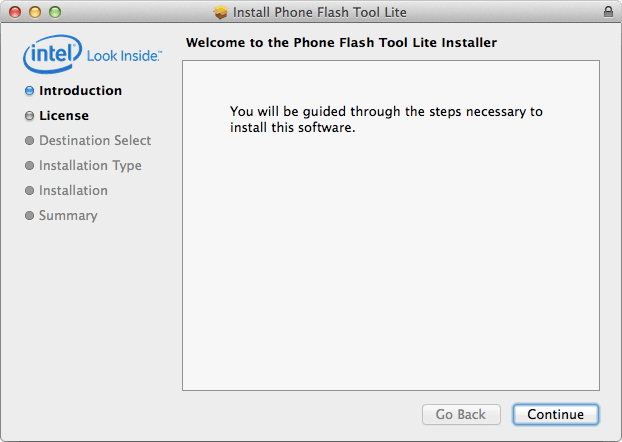 Install Phone Flash Tool Lite
intel
Look Inside.™
Welcome to the Phone Flash Tool Lite Installer
Introduction
License
Destination Select
Installation Type
Installation
Summary
You will be guided through the steps necessary to
install this software.
Go Back
Continue